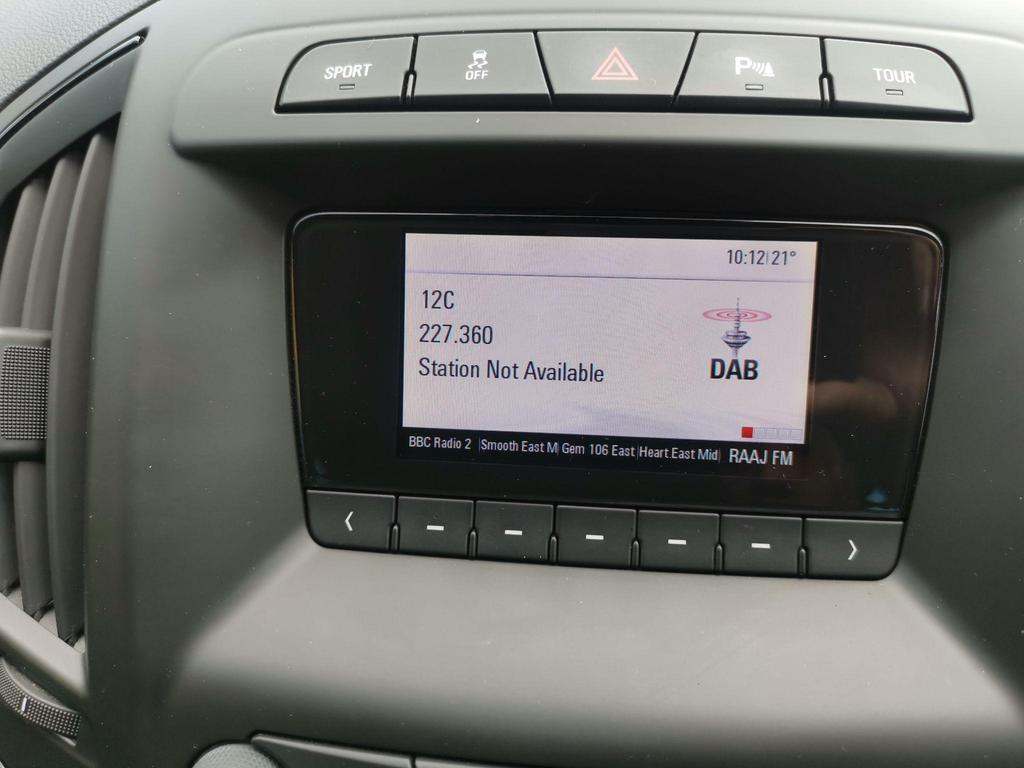 SPORT
OFF
P
TOUR
10:12 21°
12C
227.360
Station Not Available
DAB
BBC Radio 2 | Smooth East M | Gem 106 East | Heart East Mid | RAAJ FM